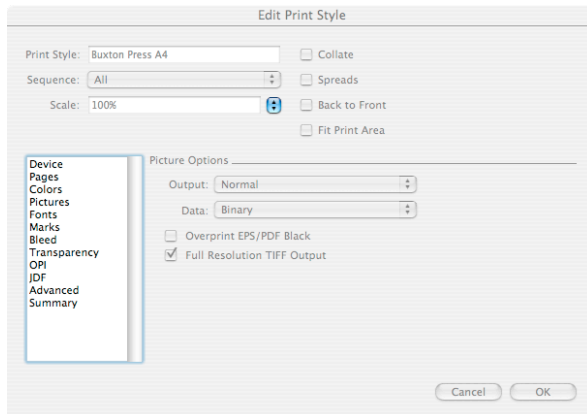 Edit Print Style
Print Style: Buxton Press A4
Collate
Sequence: All
Spreads
Scale: 100%
Back to Front
Fit Print Area
Device
Pages
Colors
Pictures
Fonts
Marks
Bleed
Transparency
OPI
JDF
Advanced
Summary
Picture Options
Output: Normal
Data: Binary
Overprint EPS/PDF Black
Full Resolution TIFF Output
Cancel
OK